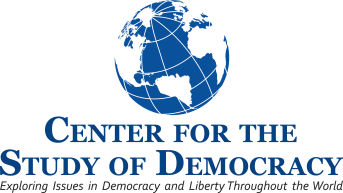 CENTER FOR THE
STUDY OF DEMOCRACY
Exploring Issues in Democracy and Liberty Throughout the World